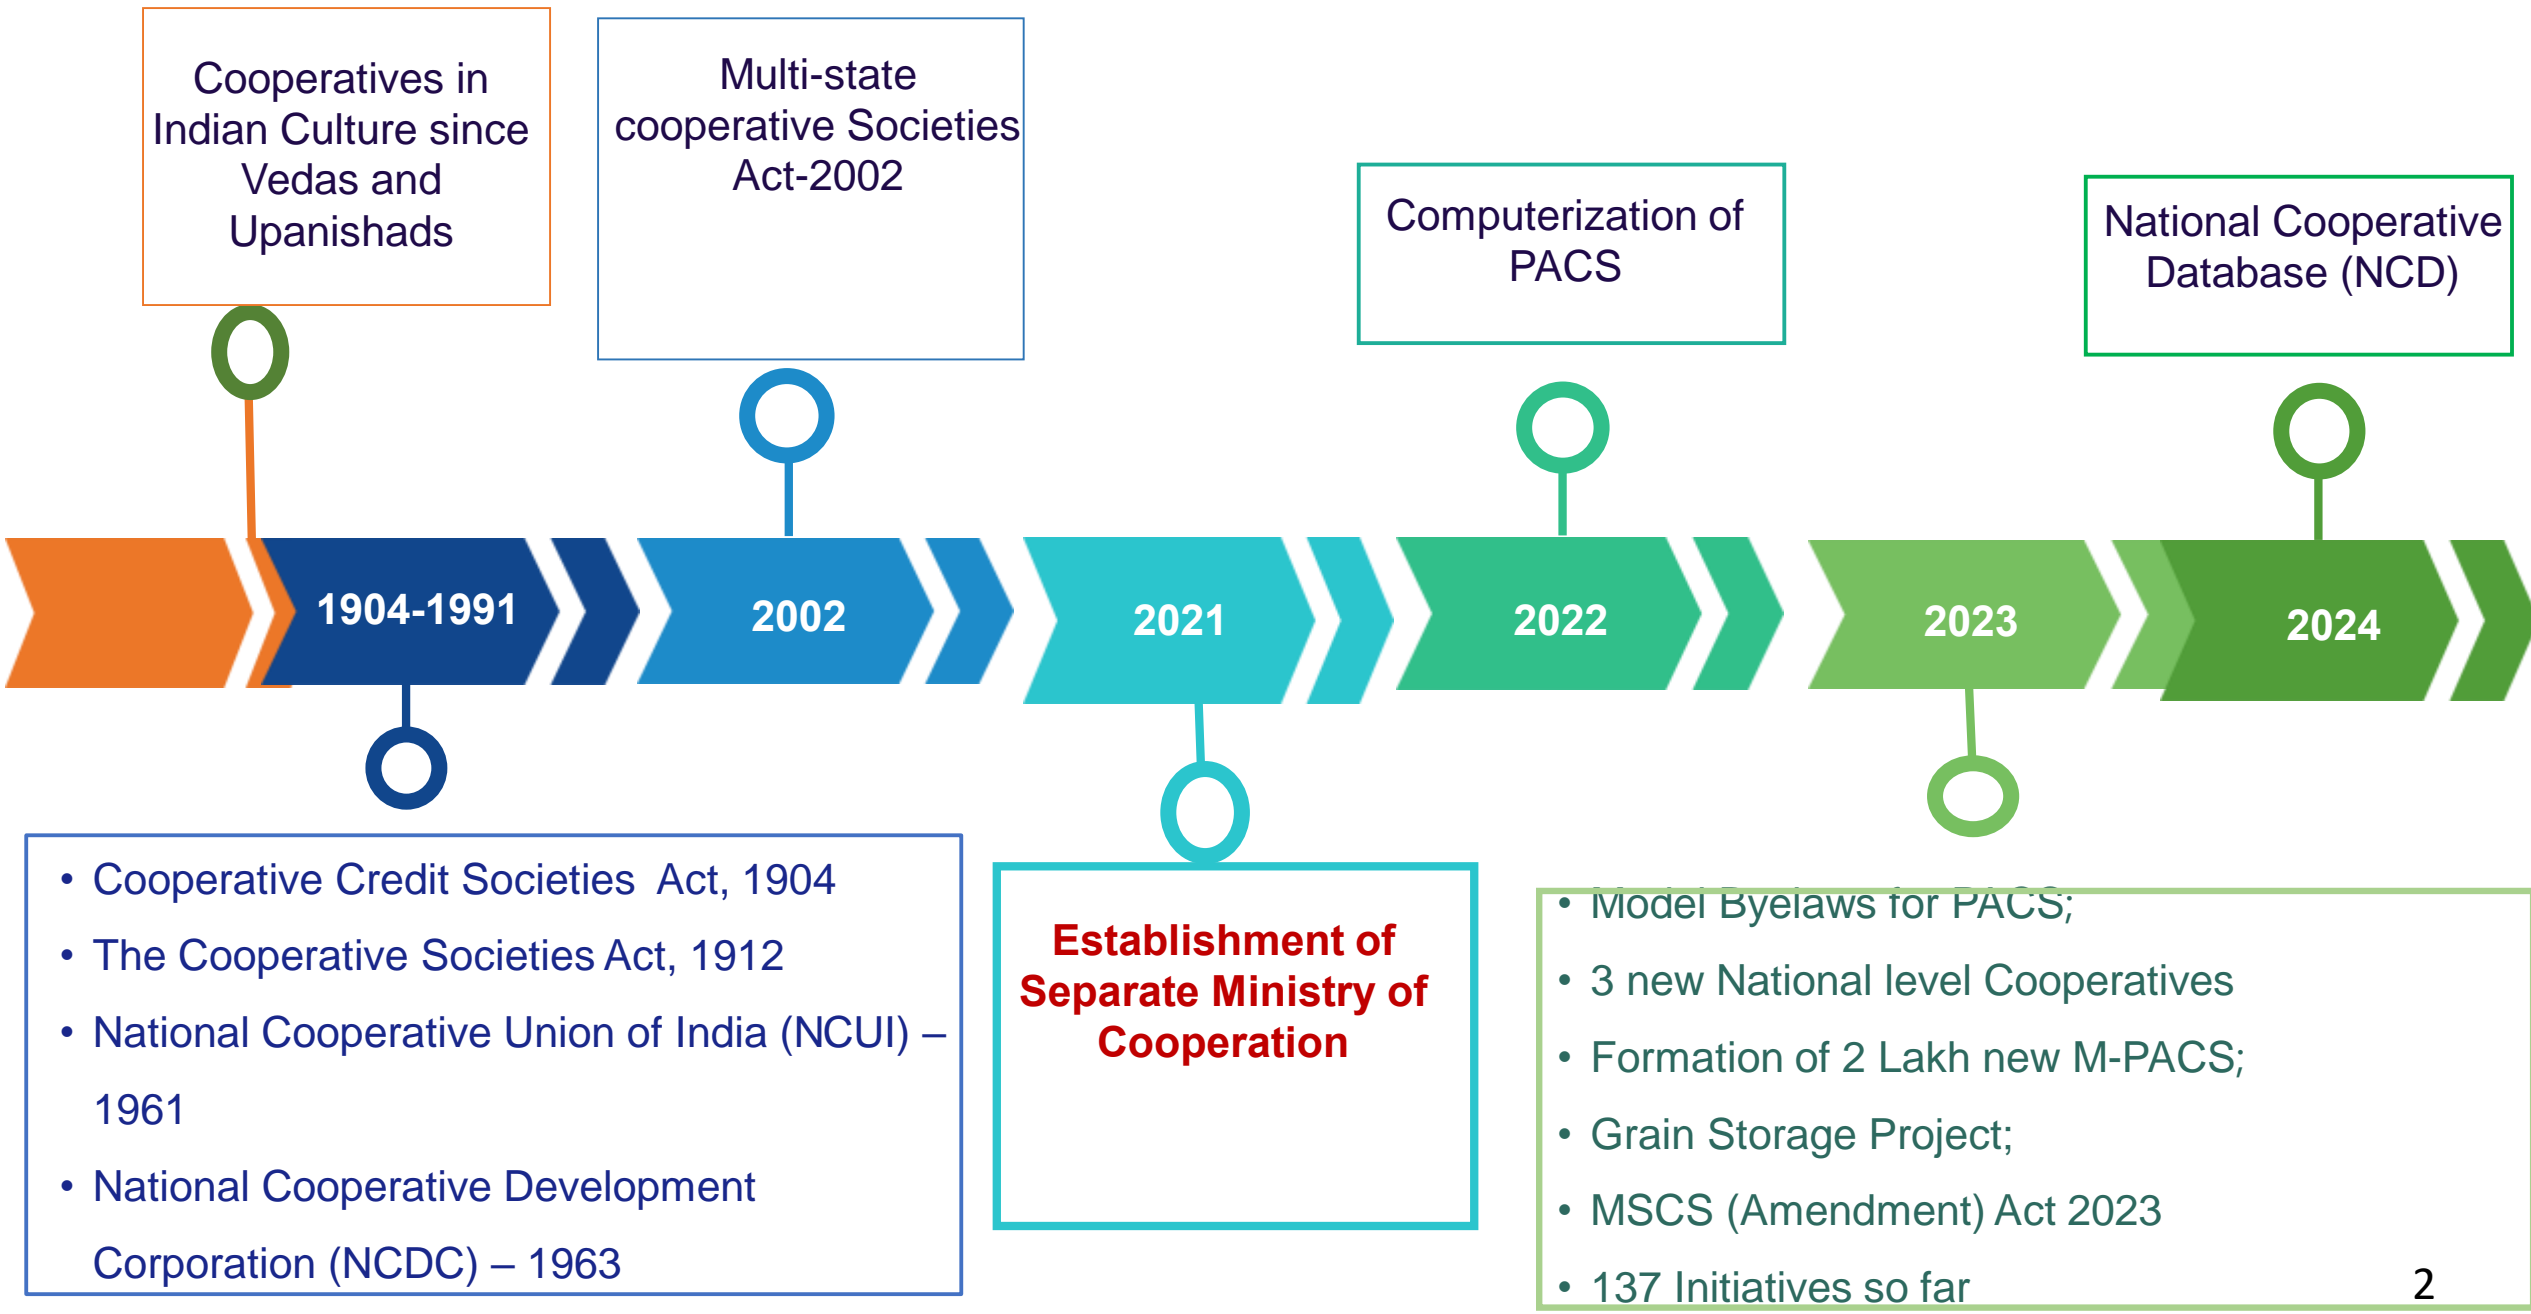 Cooperatives in
Indian Culture since
Vedas and
Upanishads
Multi-state
cooperative Societies
Act-2002
Computerization of
PACS
National Cooperative
Database (NCD)
1904-1991
2002
2021
2022
2023
2024
• Cooperative Credit Societies Act, 1904
• The Cooperative Societies Act, 1912
• National Cooperative Union of India (NCUI) –
1961
• National Cooperative Development
Corporation (NCDC) – 1963
Establishment of
Separate Ministry of
Cooperation
• Model Byelaws for PACS;
• 3 new National level Cooperatives
• Formation of 2 Lakh new M-PACS;
• Grain Storage Project;
• MSCS (Amendment) Act 2023
• 137 Initiatives so far
2